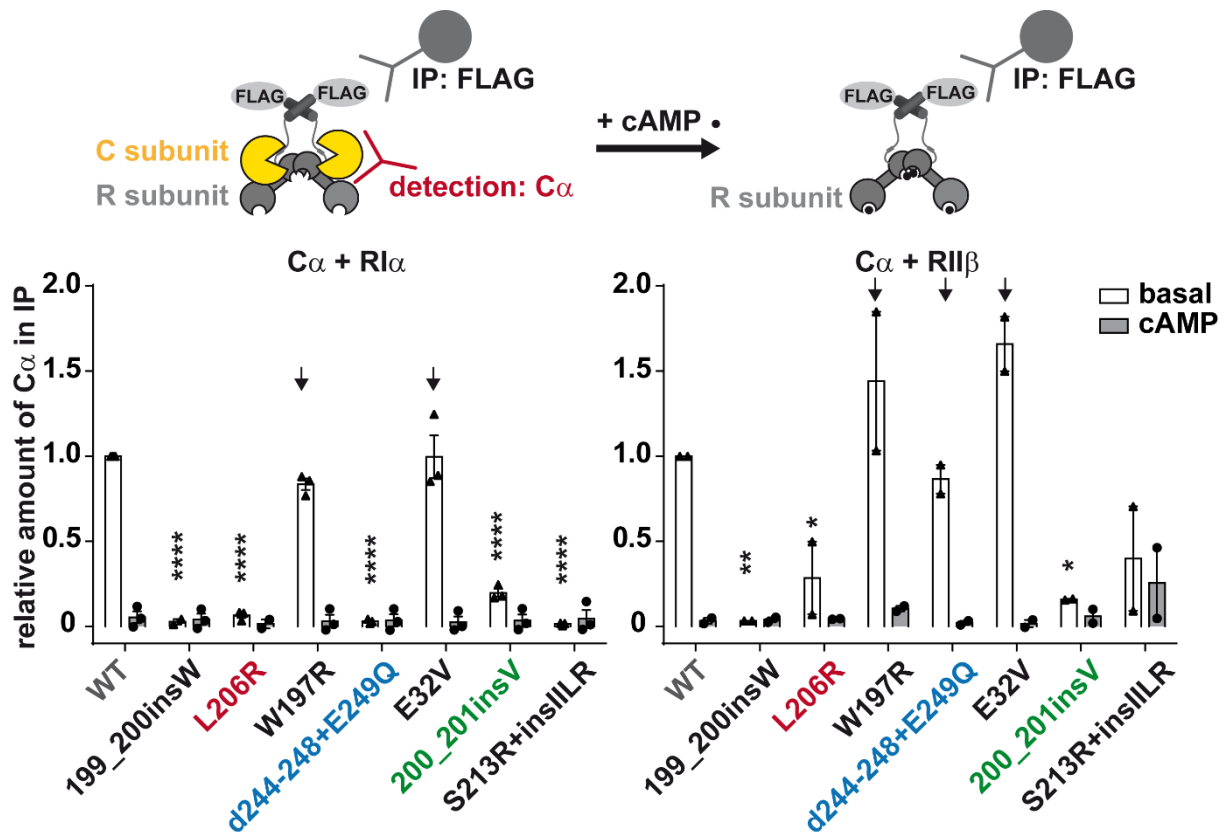 IP: FLAG
FLAG FLAG
C subunit
R subunit
detection: Cα
+ cAMP
IP: FLAG
FLAG FLAG
R subunit
Cα + RIα
relative amount of Cα in IP
2.0
1.5
1.0
0.5
0
****
****
****
****
****
WT
199_200insW
L206R
W197R
d244-248+E249Q
E32V
200_201insV
S213R+insIILR
Cα + RIIβ
basal
cAMP
2.0
1.5
1.0
0.5
0
**
*
*
WT
199_200insW
L206R
W197R
d244-248+E249Q
E32V
200_201insV
S213R+insIILR